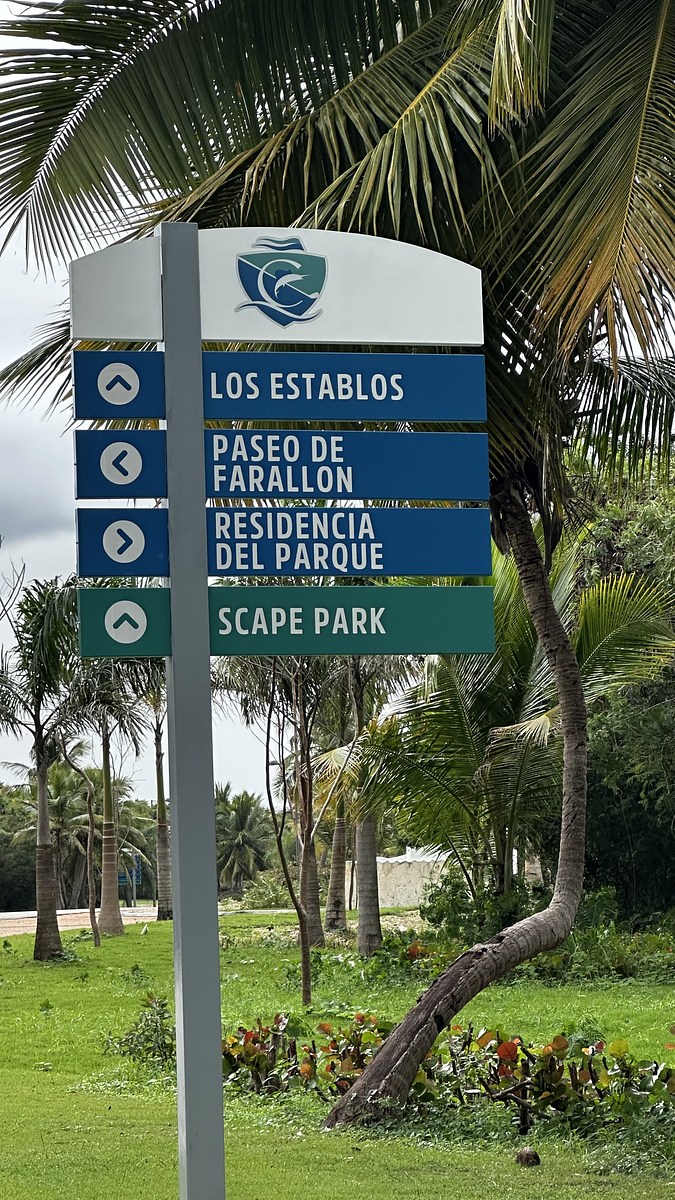 LOS ESTABLOS
PASEO DE
FARALLON
RESIDENCIA
DEL PARQUE
SCAPE PARK